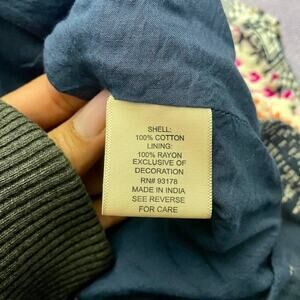 SHELL:
100% COTTON
LINING:
100% RAYON
EXCLUSIVE OF
DECORATION
RN# 93178
MADE IN INDIA
SEE REVERSE
FOR CARE